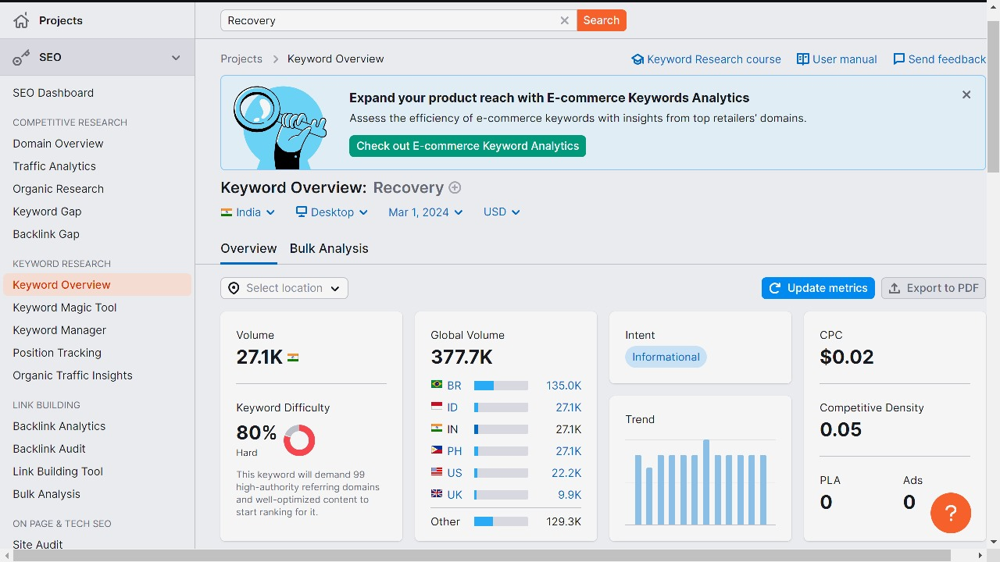 Projects
SEO
SEO Dashboard
COMPETITIVE RESEARCH
Domain Overview
Traffic Analytics
Organic Research
Keyword Gap
Backlink Gap
KEYWORD RESEARCH
Keyword Overview
Keyword Magic Tool
Keyword Manager
Position Tracking
Organic Traffic Insights
LINK BUILDING
Backlink Analytics
Backlink Audit
Link Building Tool
Bulk Analysis
ON PAGE & TECH SEO
Site Audit
Recovery
Search
Projects Keyword Overview
Keyword Research course User manual Send feedback
Expand your product reach with E-commerce Keywords Analytics
Assess the efficiency of e-commerce keywords with insights from top retailers' domains.
Check out E-commerce Keyword Analytics
Keyword Overview: Recovery
India Desktop Mar 1, 2024 USD
Overview Bulk Analysis
Select location
Update metrics Export to PDF
Volume
27.1K
Keyword Difficulty
80%
Hard
This keyword will demand 99
high-authority referring domains
and well-optimized content to
start ranking for it.
Global Volume
377.7K
BR 135.0K
ID 27.1K
IN 27.1K
PH 27.1K
US 22.2K
UK 9.9K
Other 129.3K
Intent
Informational
Trend
CPC
$0.02
Competitive Density
0.05
PLA Ads
0 0
?